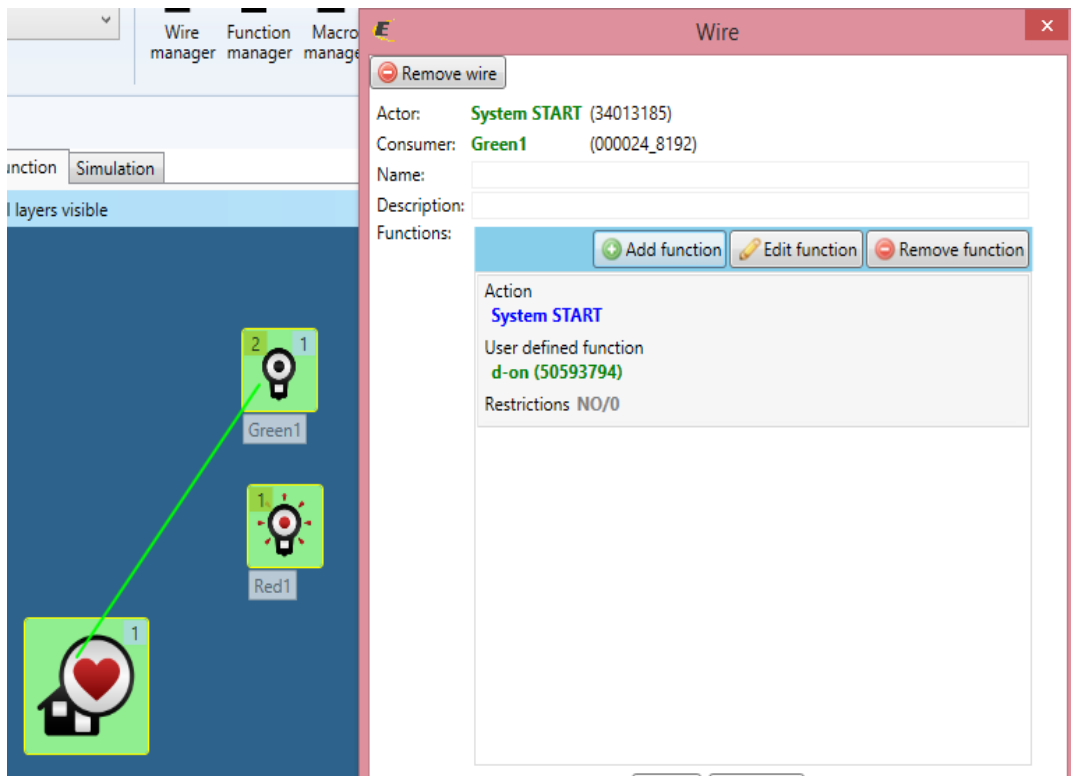 Wire manager
Function manager
Macro
Wire
Remove wire
Actor: System START (34013185)
Consumer: Green1 (000024_8192)
Name:
Description:
Functions:
Add function Edit function Remove function
Action
System START
User defined function
d-on (50593794)
Restrictions NO/0
Simulation
layers visible
2 1
Green1
1
Red1
1